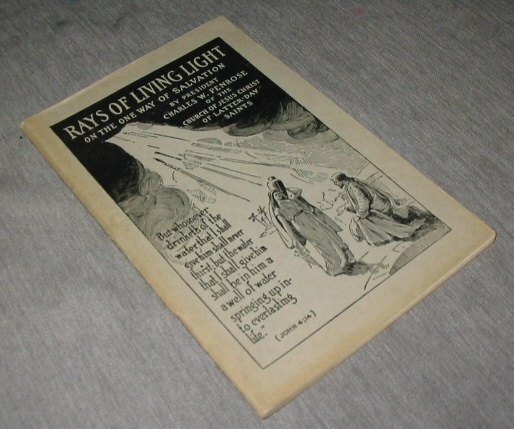 RAYS OF LIVING LIGHT
ON THE ONE WAY OF SALVATION
BY PRESIDENT
CHARLES W. PENROSE
OF THE
CHURCH OF JESUS CHRIST
OF LATTER-DAY
SAINTS
But whosoever
drinketh of the
water that I shall
give him shall never
thirst, but the water
that I shall give him
shall be in him a
a well of water
springing up in-
to everlasting
life."
(JOHN 4:14)